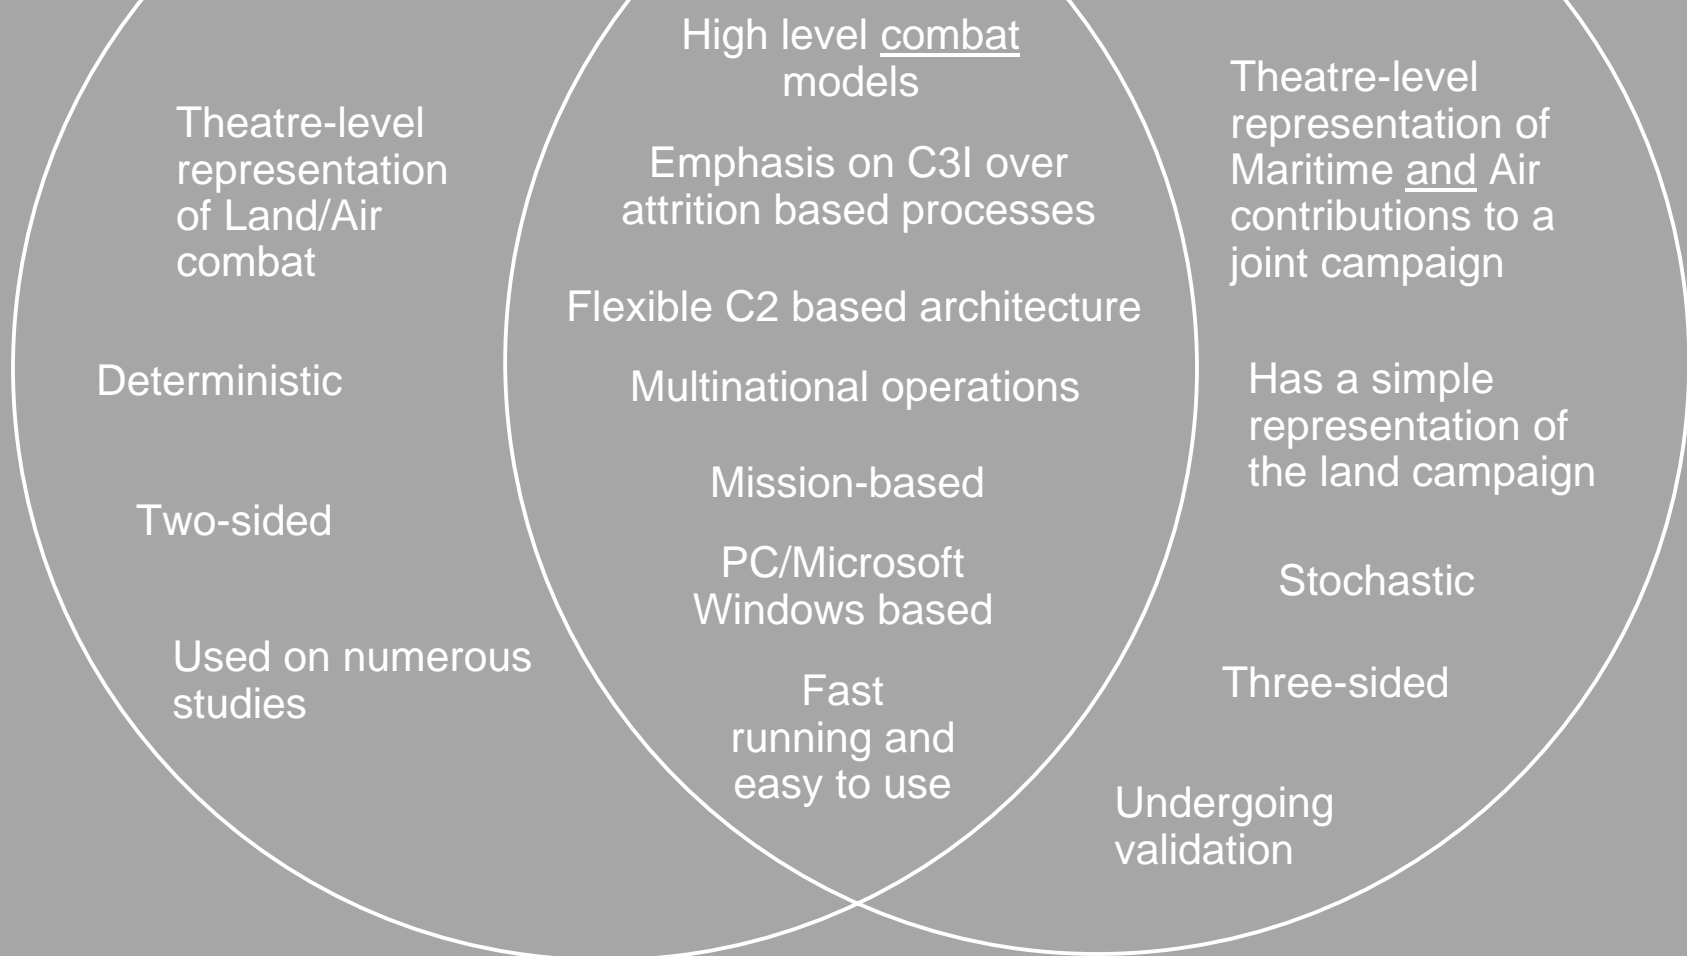 Theatre-level
representation
of Land/Air
combat
Deterministic
Two-sided
Used on numerous
studies
High level combat
models
Emphasis on C3I over
attrition based processes
Flexible C2 based architecture
Multinational operations
Mission-based
PC/Microsoft
Windows based
Fast
running and
easy to use
Theatre-level
representation of
Maritime and Air
contributions to a
joint campaign
Has a simple
representation of
the land campaign
Stochastic
Three-sided
Undergoing
validation